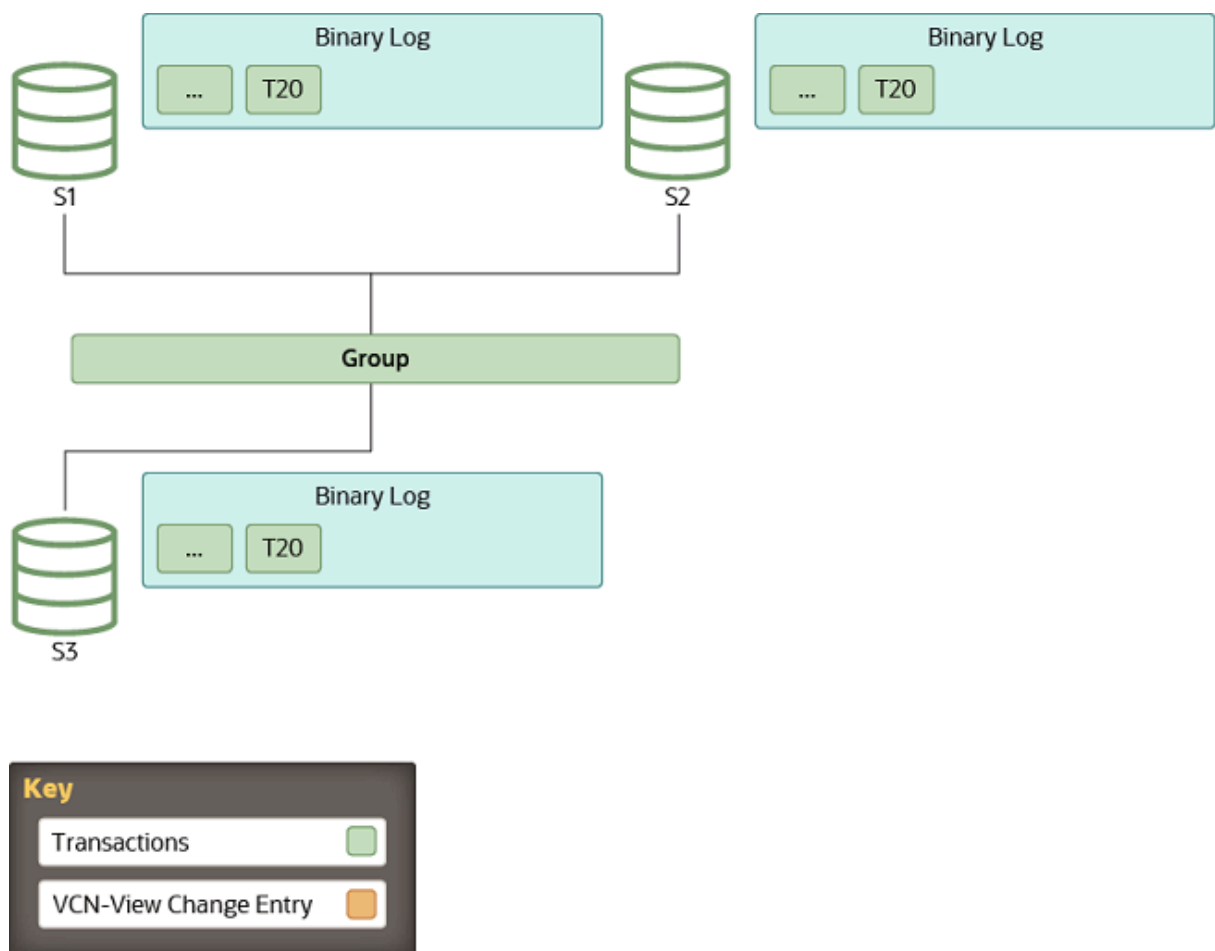 Binary Log
... T20
S1
Binary Log
... T20
S2
Group
Binary Log
... T20
S3
Key
Transactions
VCN-View Change Entry